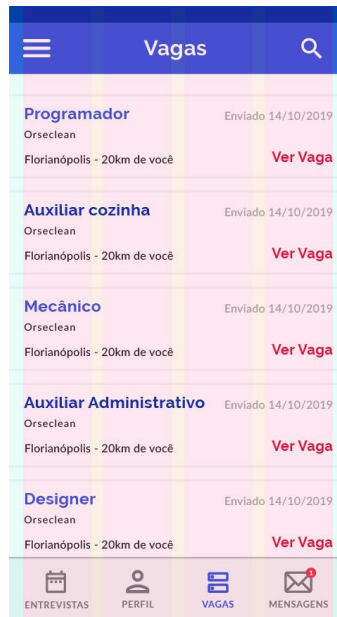 Vagas
Programador Enviado 14/10/2019
Orseclean
Florianópolis - 20km de você Ver Vaga
Auxiliar cozinha Enviado 14/10/2019
Orseclean
Florianópolis - 20km de você Ver Vaga
Mecânico Enviado 14/10/2019
Orseclean
Florianópolis - 20km de você Ver Vaga
Auxiliar Administrativo Enviado 14/10/2019
Orseclean
Florianópolis - 20km de você Ver Vaga
Designer Enviado 14/10/2019
Orseclean
Florianópolis - 20km de você Ver Vaga
1
ENTREVISTAS PERFIL VAGAS MENSAGENS